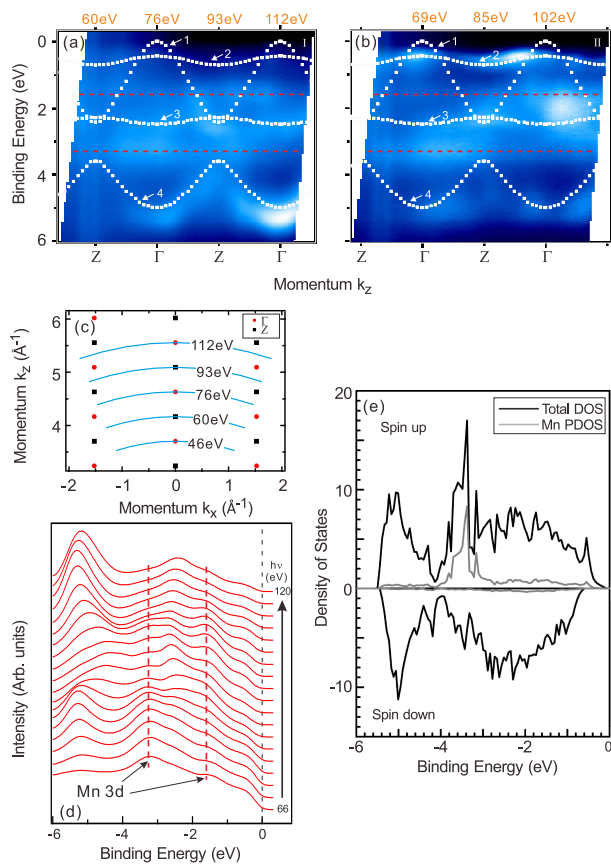 60eV 76eV 93eV 112eV
69eV 85eV 102eV
(a) 1 I
2
3
4
(b) 1 II
2
3
4
Binding Energy (eV)
0
2
4
6
Z Γ Z Γ
Z Γ Z Γ
Momentum kz
(c)
Γ
Z
112eV
93eV
76eV
60eV
46eV
Momentum kz (Å-1)
6
5
4
-2 -1 0 1 2
Momentum kx (Å-1)
(d)
hν
(eV)
120
66
Mn 3d
Intensity (Arb. units)
-6 -4 -2 0
Binding Energy (eV)
(e)
Total DOS
Mn PDOS
Spin up
Spin down
Density of States
20
10
0
-10
-6 -4 -2 0
Binding Energy (eV)